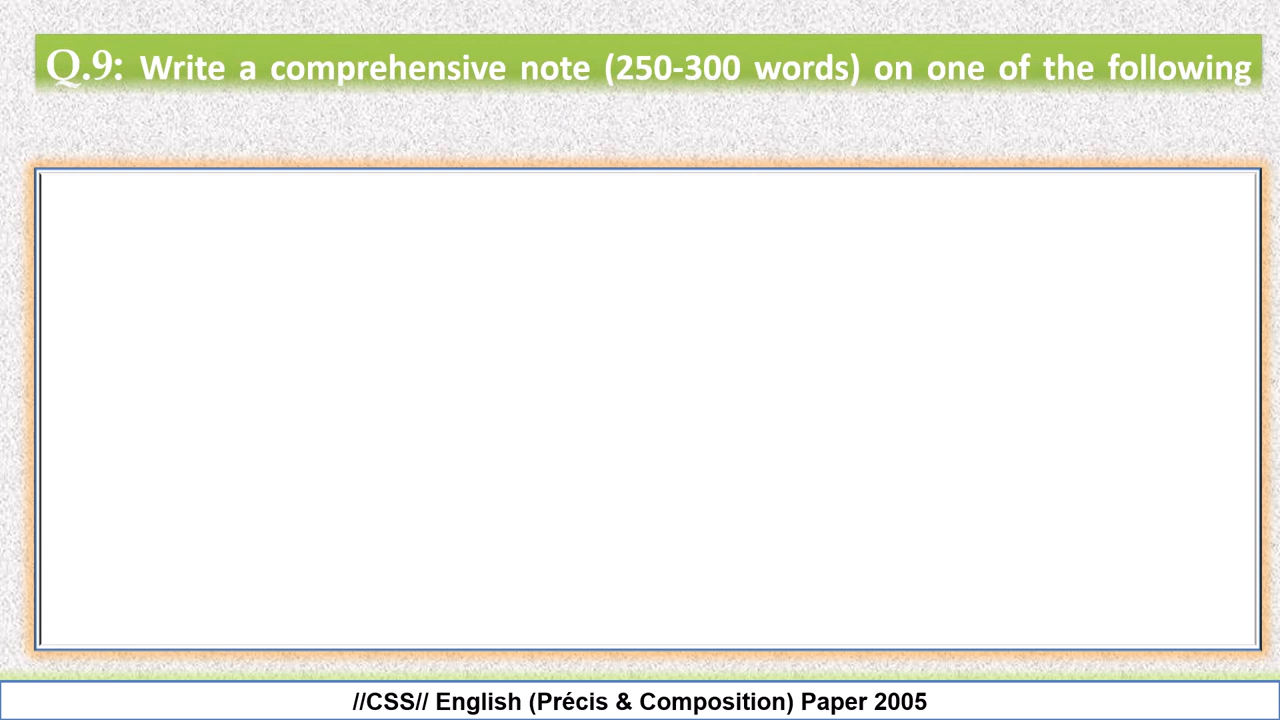 Q.9: Write a comprehensive note (250-300 words) on one of the following
//CSS// English (Précis & Composition) Paper 2005